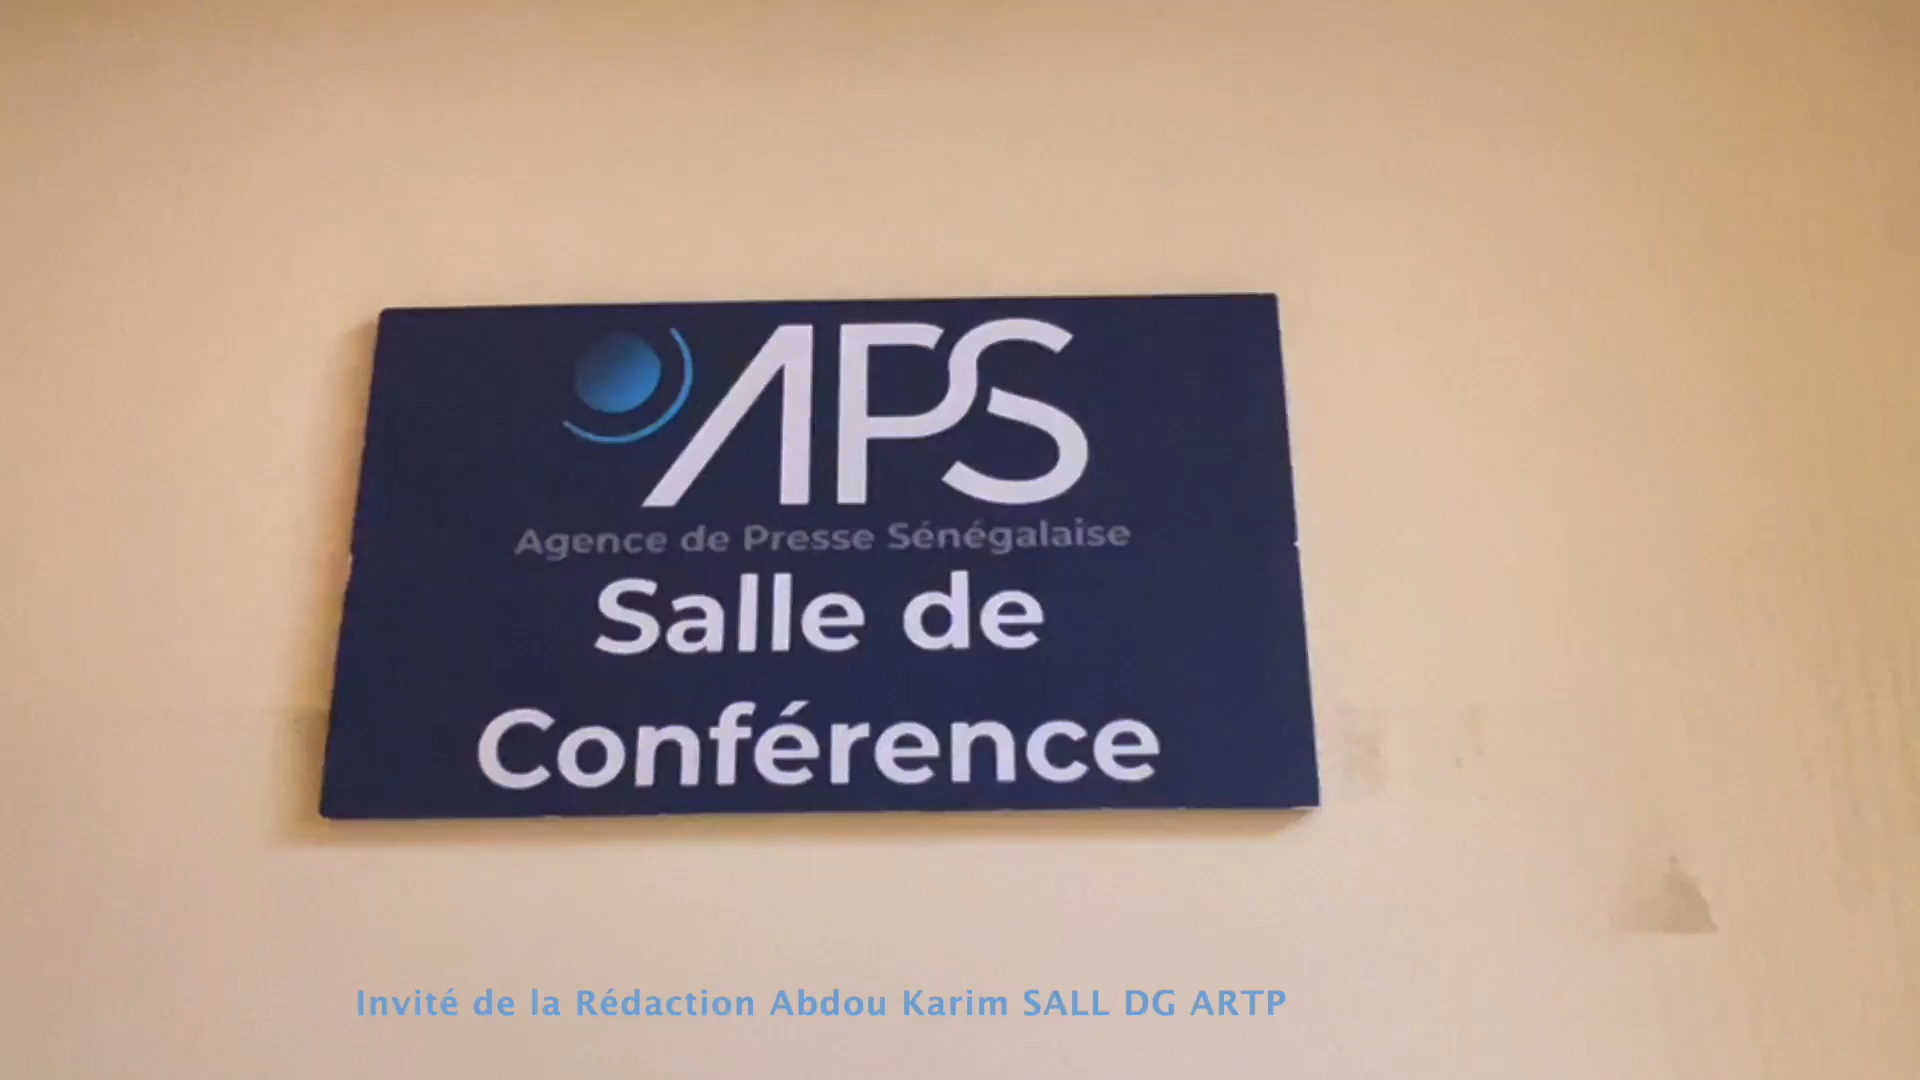 APS
Agence de Presse Sénégalaise
Salle de
Conférence
Invité de la Rédaction Abdou Karim SALL DG ARTP